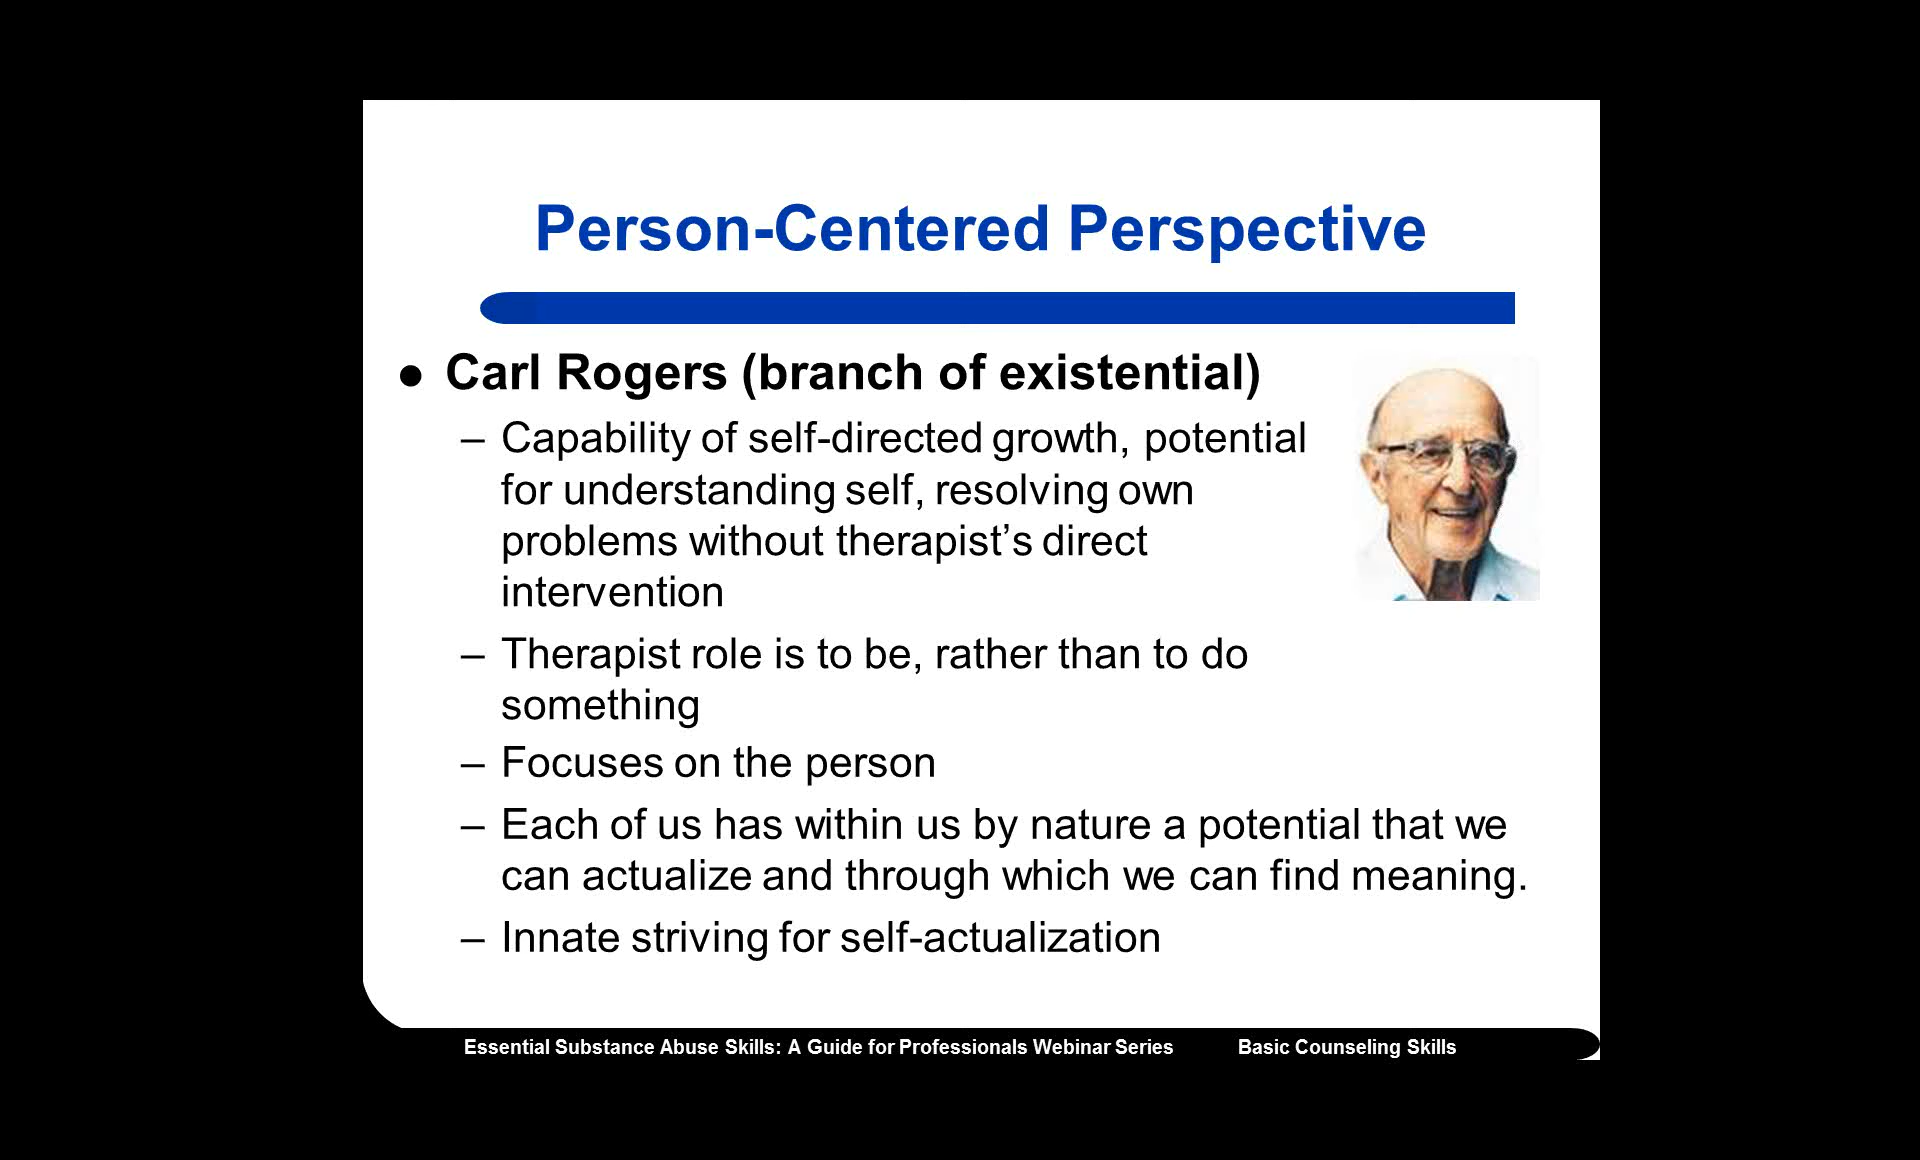 Person-Centered Perspective
● Carl Rogers (branch of existential)
– Capability of self-directed growth, potential
for understanding self, resolving own
problems without therapist’s direct
intervention
– Therapist role is to be, rather than to do
something
– Focuses on the person
– Each of us has within us by nature a potential that we
can actualize and through which we can find meaning.
– Innate striving for self-actualization
Essential Substance Abuse Skills: A Guide for Professionals Webinar Series Basic Counseling Skills